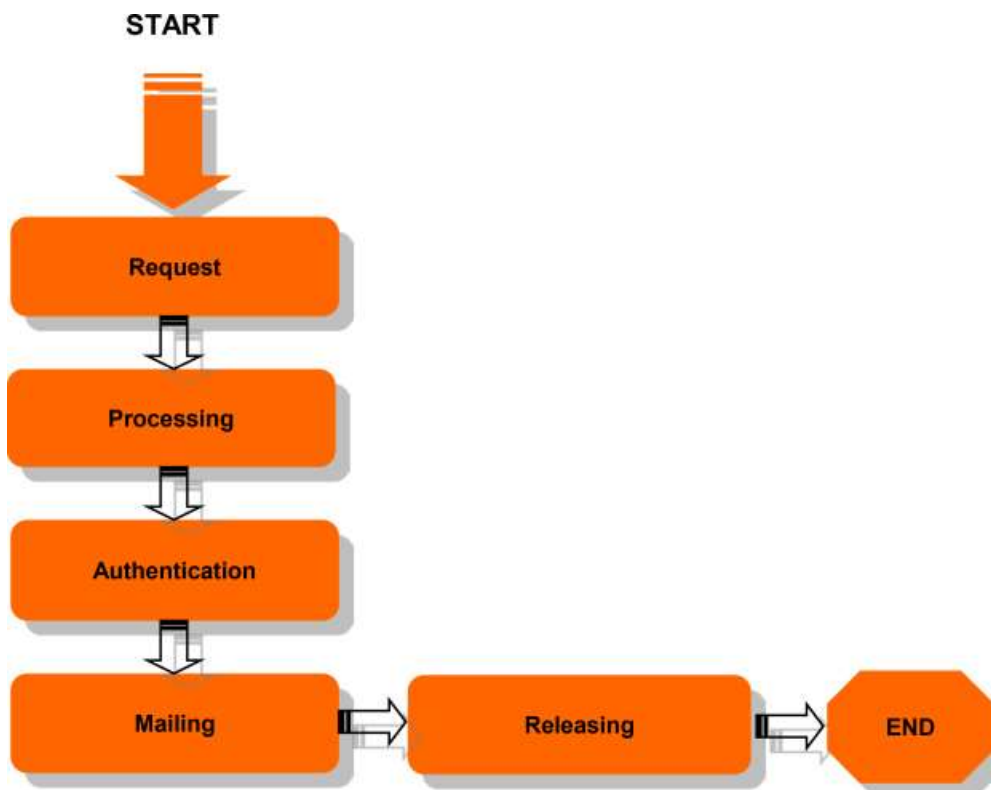 START
Request
Processing
Authentication
Mailing
Releasing
END